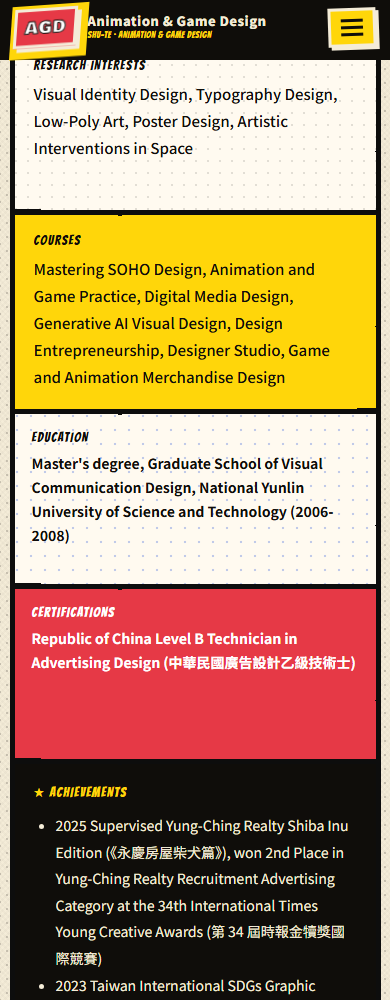 AGD
Animation & Game Design
SHU-TE · ANIMATION & GAME DESIGN
RESEARCH INTERESTS
Visual Identity Design, Typography Design,
Low-Poly Art, Poster Design, Artistic
Interventions in Space
COURSES
Mastering SOHO Design, Animation and
Game Practice, Digital Media Design,
Generative AI Visual Design, Design
Entrepreneurship, Designer Studio, Game
and Animation Merchandise Design
EDUCATION
Master's degree, Graduate School of Visual
Communication Design, National Yunlin
University of Science and Technology (2006-
2008)
CERTIFICATIONS
Republic of China Level B Technician in
Advertising Design (中華民國廣告設計乙級技術士)
★ ACHIEVEMENTS
• 2025 Supervised Yung-Ching Realty Shiba Inu
Edition (《永慶房屋柴犬篇》), won 2nd Place in
Yung-Ching Realty Recruitment Advertising
Category at the 34th International Times
Young Creative Awards (第 34 屆時報金犢獎國
際競賽)
• 2023 Taiwan International SDGs Graphic